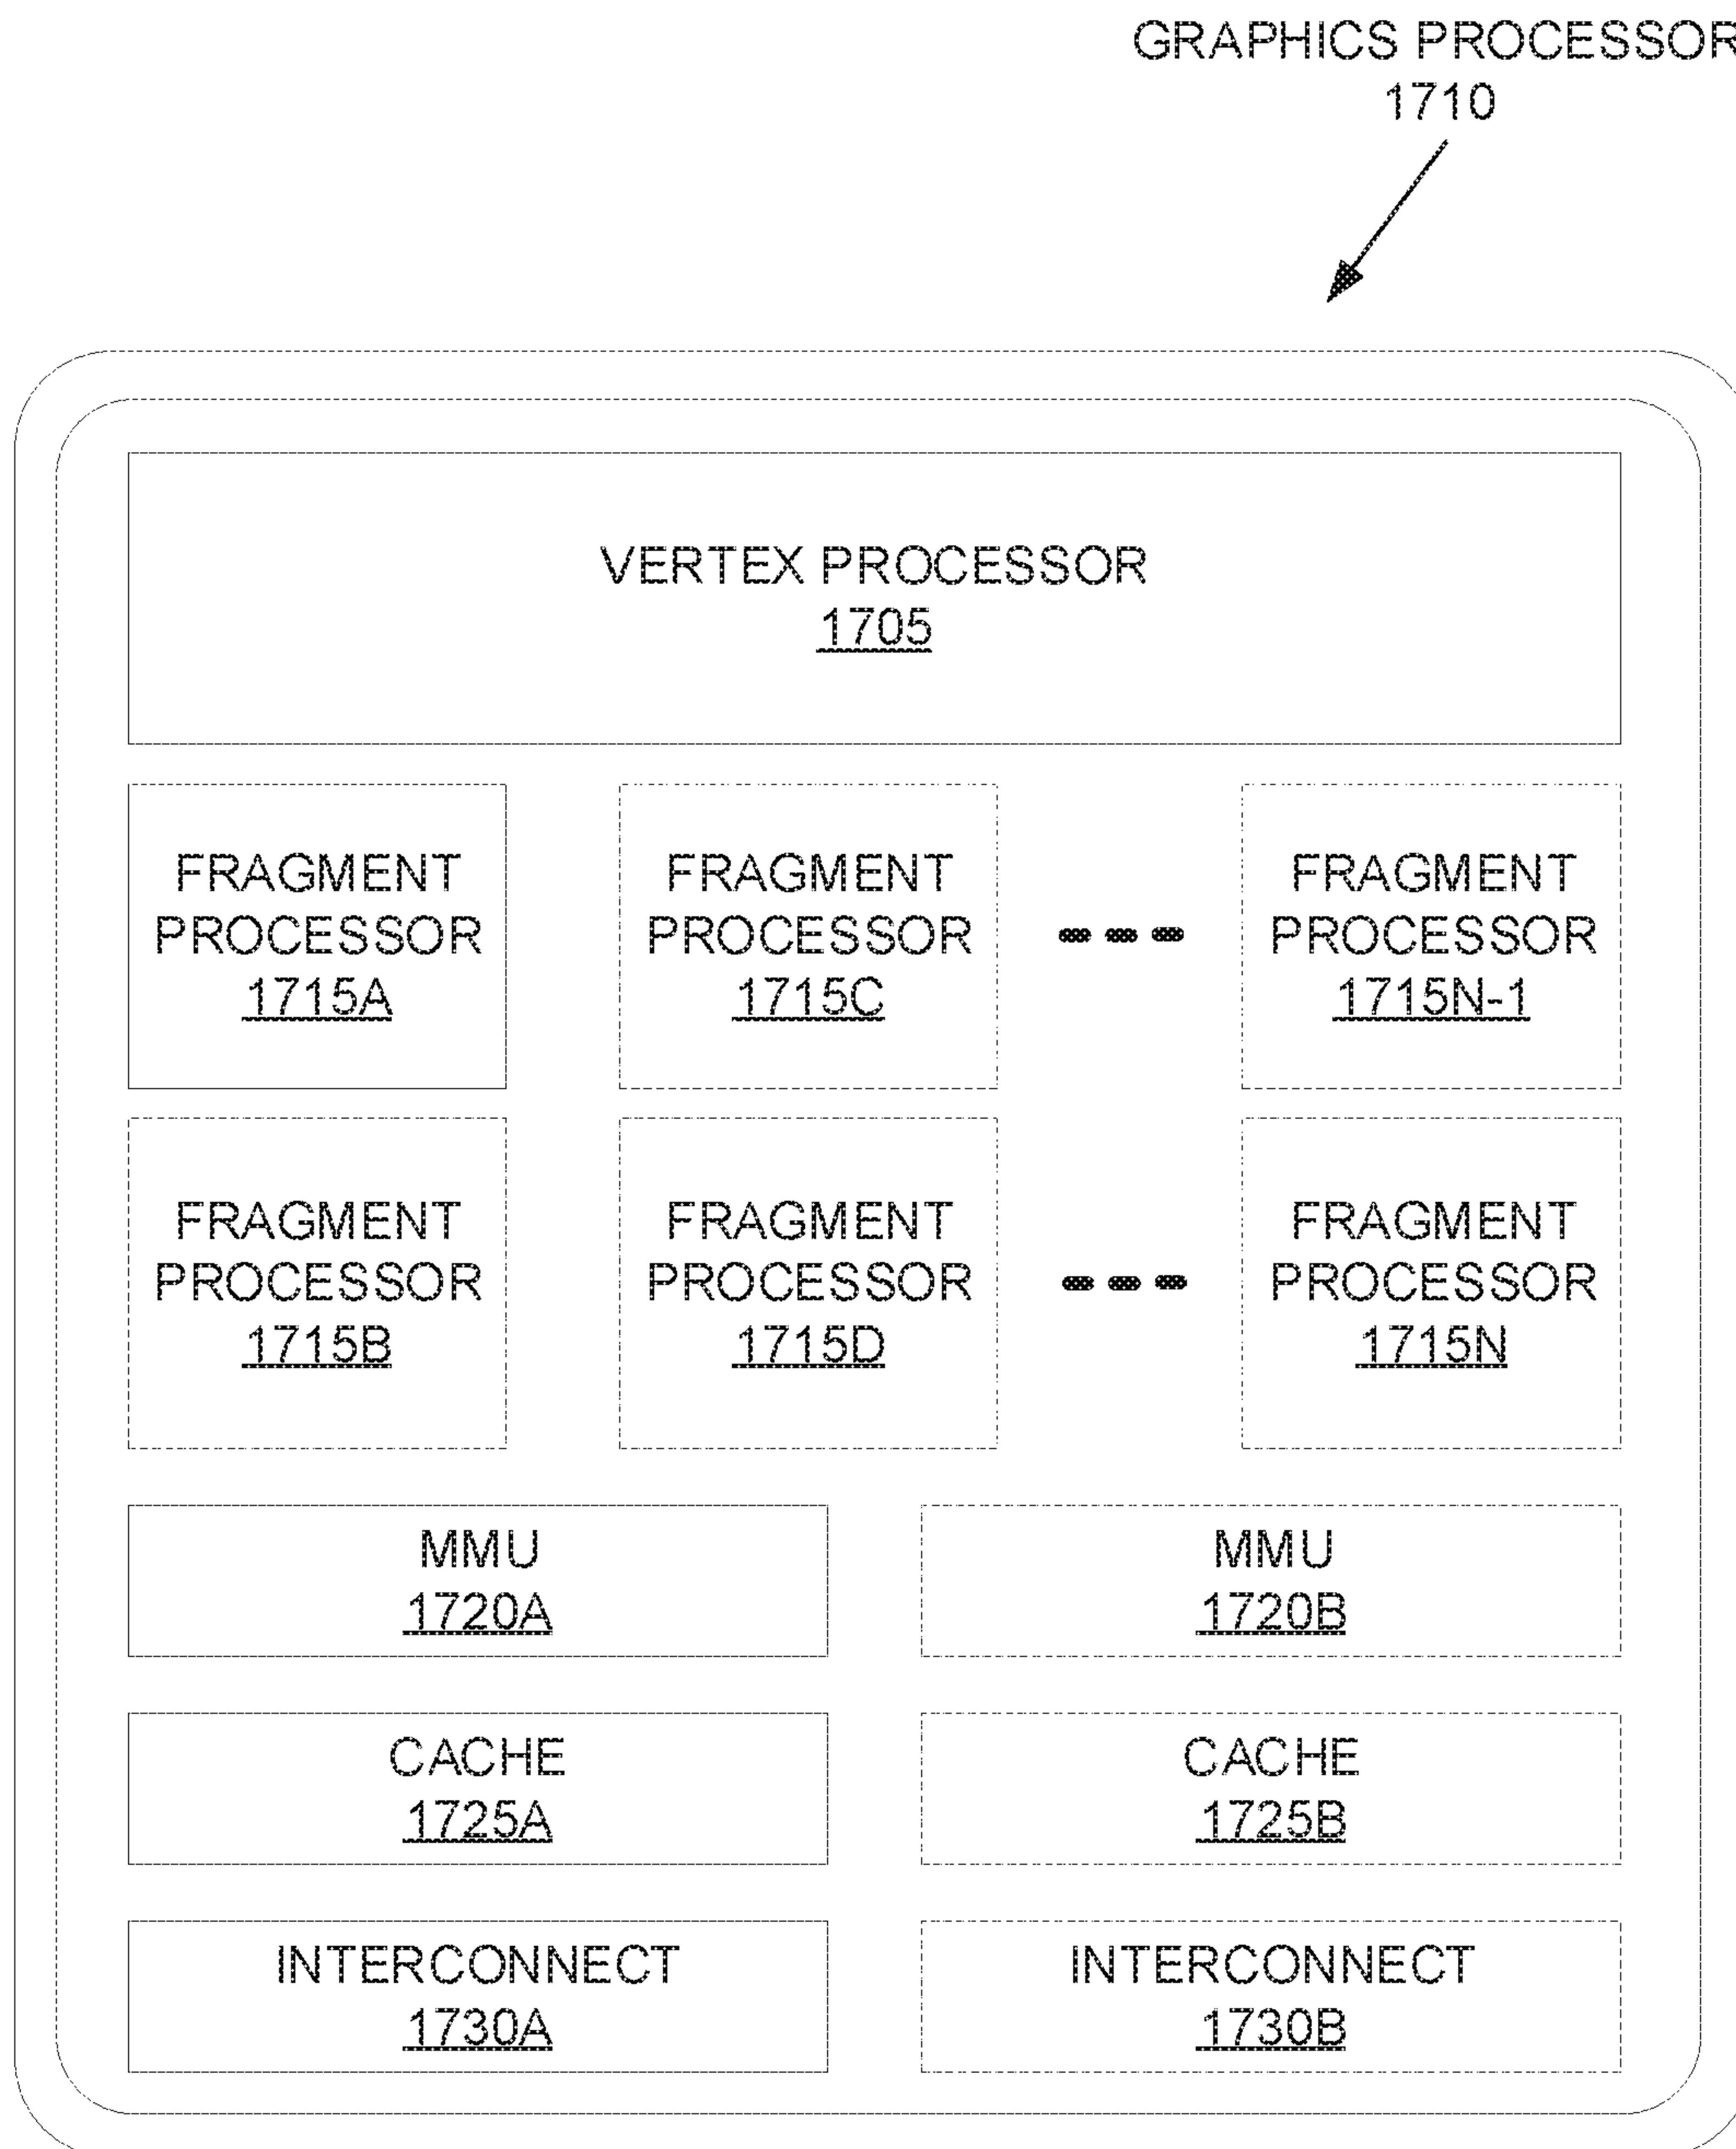 GRAPHICS PROCESSOR
1710
VERTEX PROCESSOR
1705
FRAGMENT
PROCESSOR
1715A
FRAGMENT
PROCESSOR
1715C
FRAGMENT
PROCESSOR
1715N-1
FRAGMENT
PROCESSOR
1715B
FRAGMENT
PROCESSOR
1715D
FRAGMENT
PROCESSOR
1715N
MMU
1720A
MMU
1720B
CACHE
1725A
CACHE
1725B
INTERCONNECT
1730A
INTERCONNECT
1730B